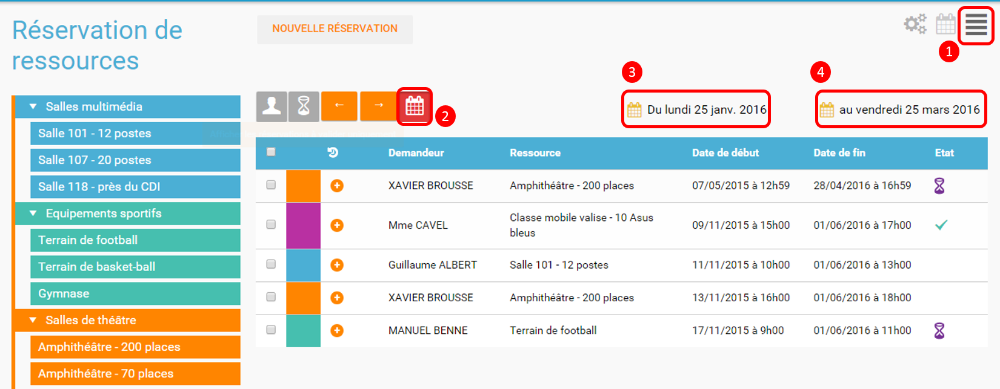 Réservation de
ressources
NOUVELLE RÉSERVATION
1
3
4
2
Du lundi 25 janv. 2016
au vendredi 25 mars 2016
Salles multimédia
Salle 101 - 12 postes
Salle 107 - 20 postes
Salle 118 - près du CDI
Equipements sportifs
Terrain de football
Terrain de basket-ball
Gymnase
Salles de théâtre
Amphithéâtre - 200 places
Amphithéâtre - 70 places
Demandeur Ressource Date de début Date de fin Etat
XAVIER BROUSSE Amphithéâtre - 200 places 07/05/2015 à 12h59 28/04/2016 à 16h59
Mme CAVEL Classe mobile valise - 10 Asus bleus 09/11/2015 à 15h00 01/06/2016 à 17h00
Guillaume ALBERT Salle 101 - 12 postes 11/11/2015 à 10h00 01/06/2016 à 13h00
XAVIER BROUSSE Amphithéâtre - 200 places 13/11/2015 à 16h00 01/06/2016 à 18h00
MANUEL BENNE Terrain de football 17/11/2015 à 9h00 01/06/2016 à 11h00